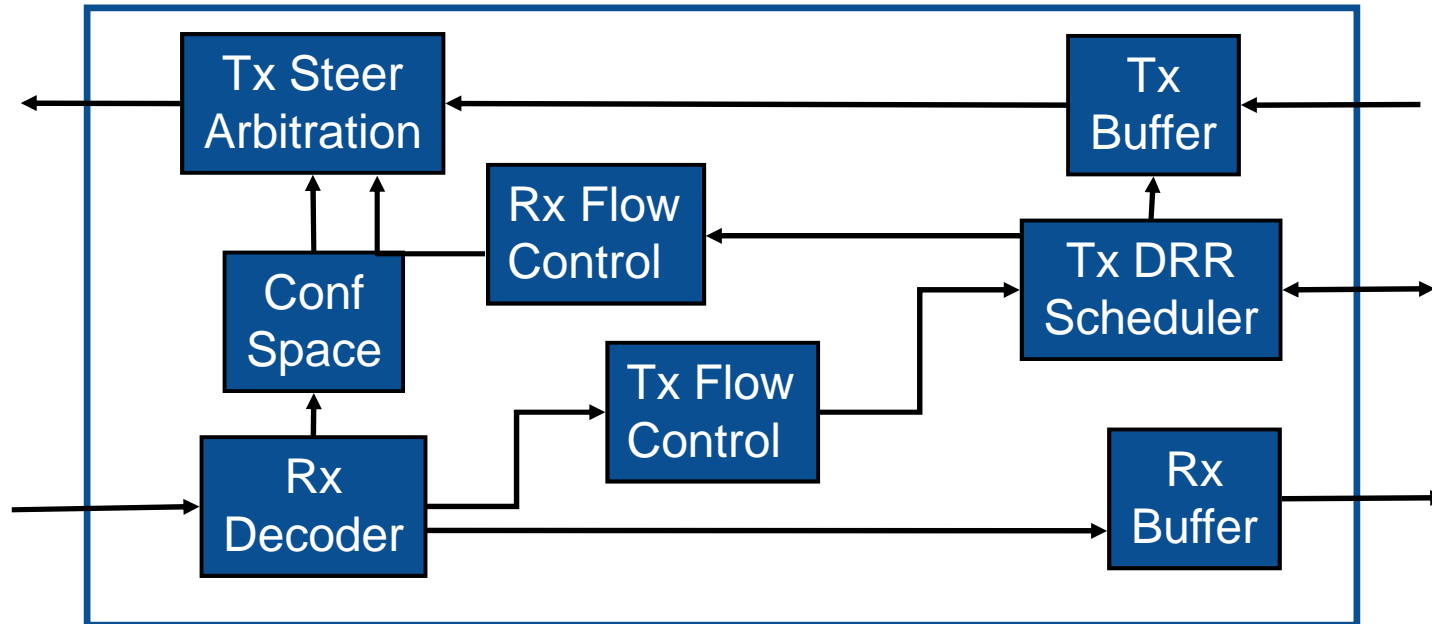 Tx Steer
Arbitration
Tx
Buffer
Rx Flow
Control
Tx DRR
Scheduler
Conf
Space
Tx Flow
Control
Rx
Decoder
Rx
Buffer